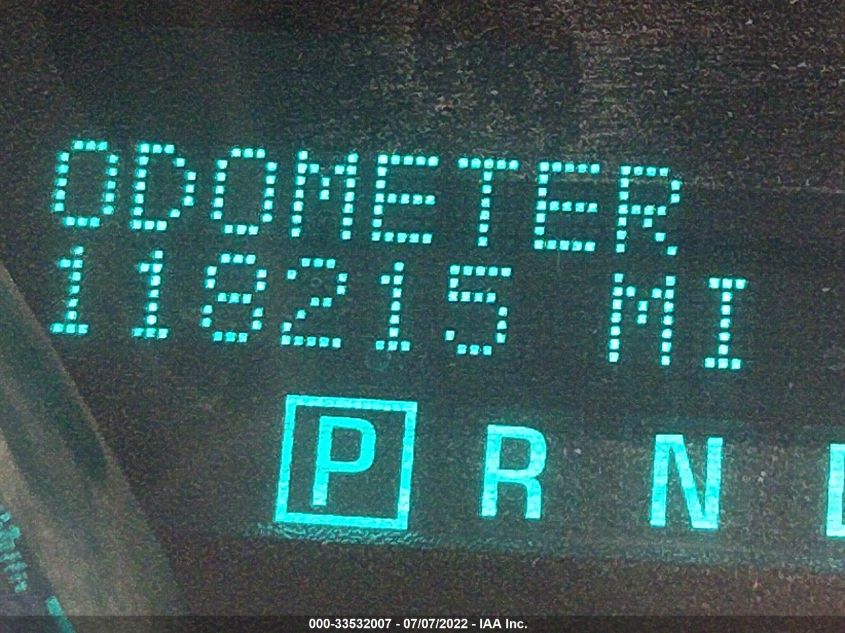 ODOMETER
118215 MI
P R N
000-33532007 - 07/07/2022 - IAA Inc.